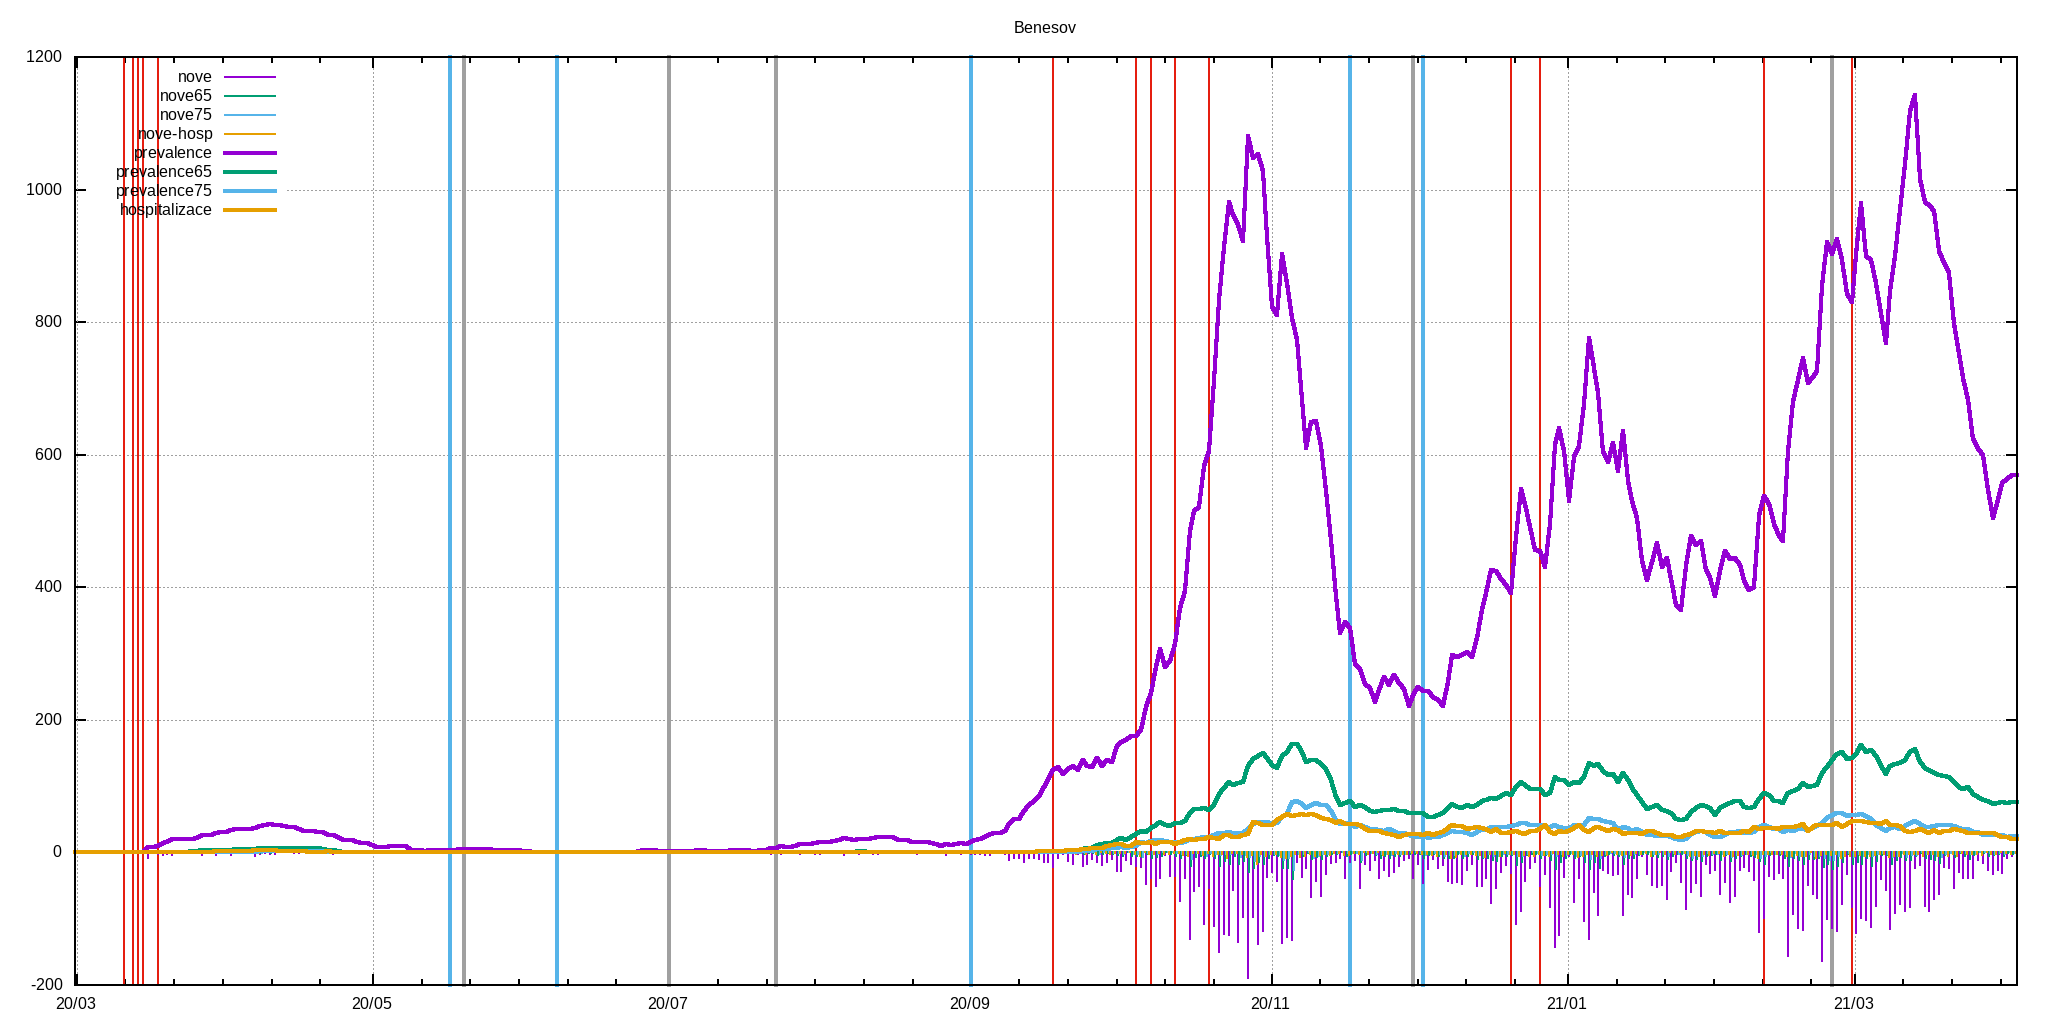 Benesov
1200
1000
800
600
400
200
0
-200
nove
nove65
nove75
nove-hosp
prevalence
prevalence65
prevalence75
hospitalizace
20/03 20/05 20/07 20/09 20/11 21/01 21/03